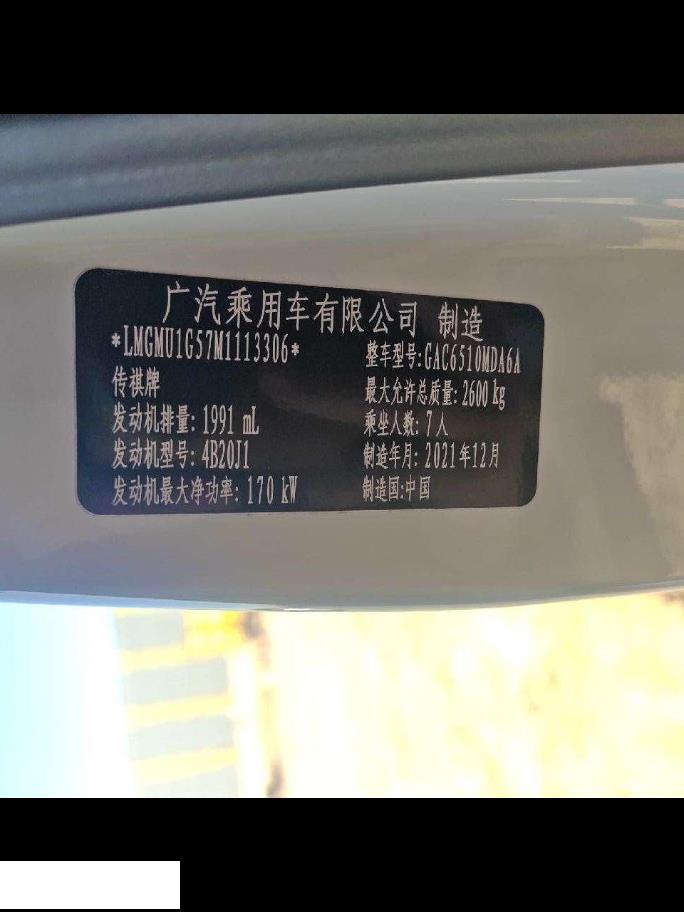 广汽乘用车有限公司 制造
*LMGMU1G57M1113306*
整车型号:GAC6510MDA6A
传祺牌
最大允许总质量:2600 kg
发动机排量:1991 mL
乘坐人数:7人
发动机型号:4B20J1
制造年月:2021年12月
发动机最大净功率:170 kW
制造国:中国